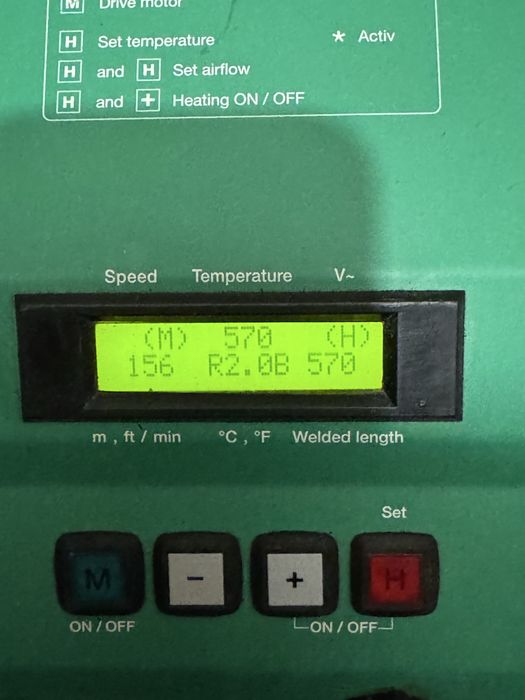 M Drive motor
H Set temperature * Activ
H and H Set airflow
H and + Heating ON / OFF
Speed Temperature V~
(M) 570 (H)
156 R2.0B 570
m , ft / min °C , °F Welded length
Set
M - + H
ON / OFF ON / OFF